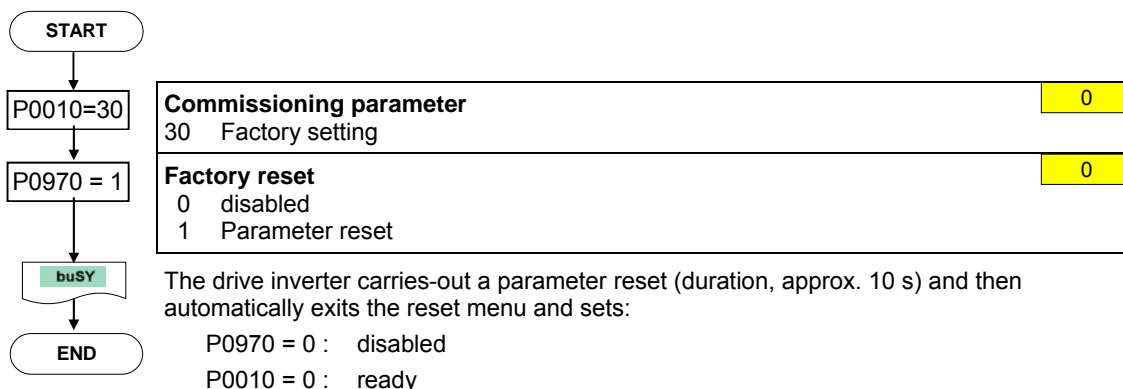 START
P0010=30
Commissioning parameter 0
30 Factory setting
P0970 = 1
Factory reset 0
0 disabled
1 Parameter reset
buSY
The drive inverter carries-out a parameter reset (duration, approx. 10 s) and then
automatically exits the reset menu and sets:
END
P0970 = 0 : disabled
P0010 = 0 : ready